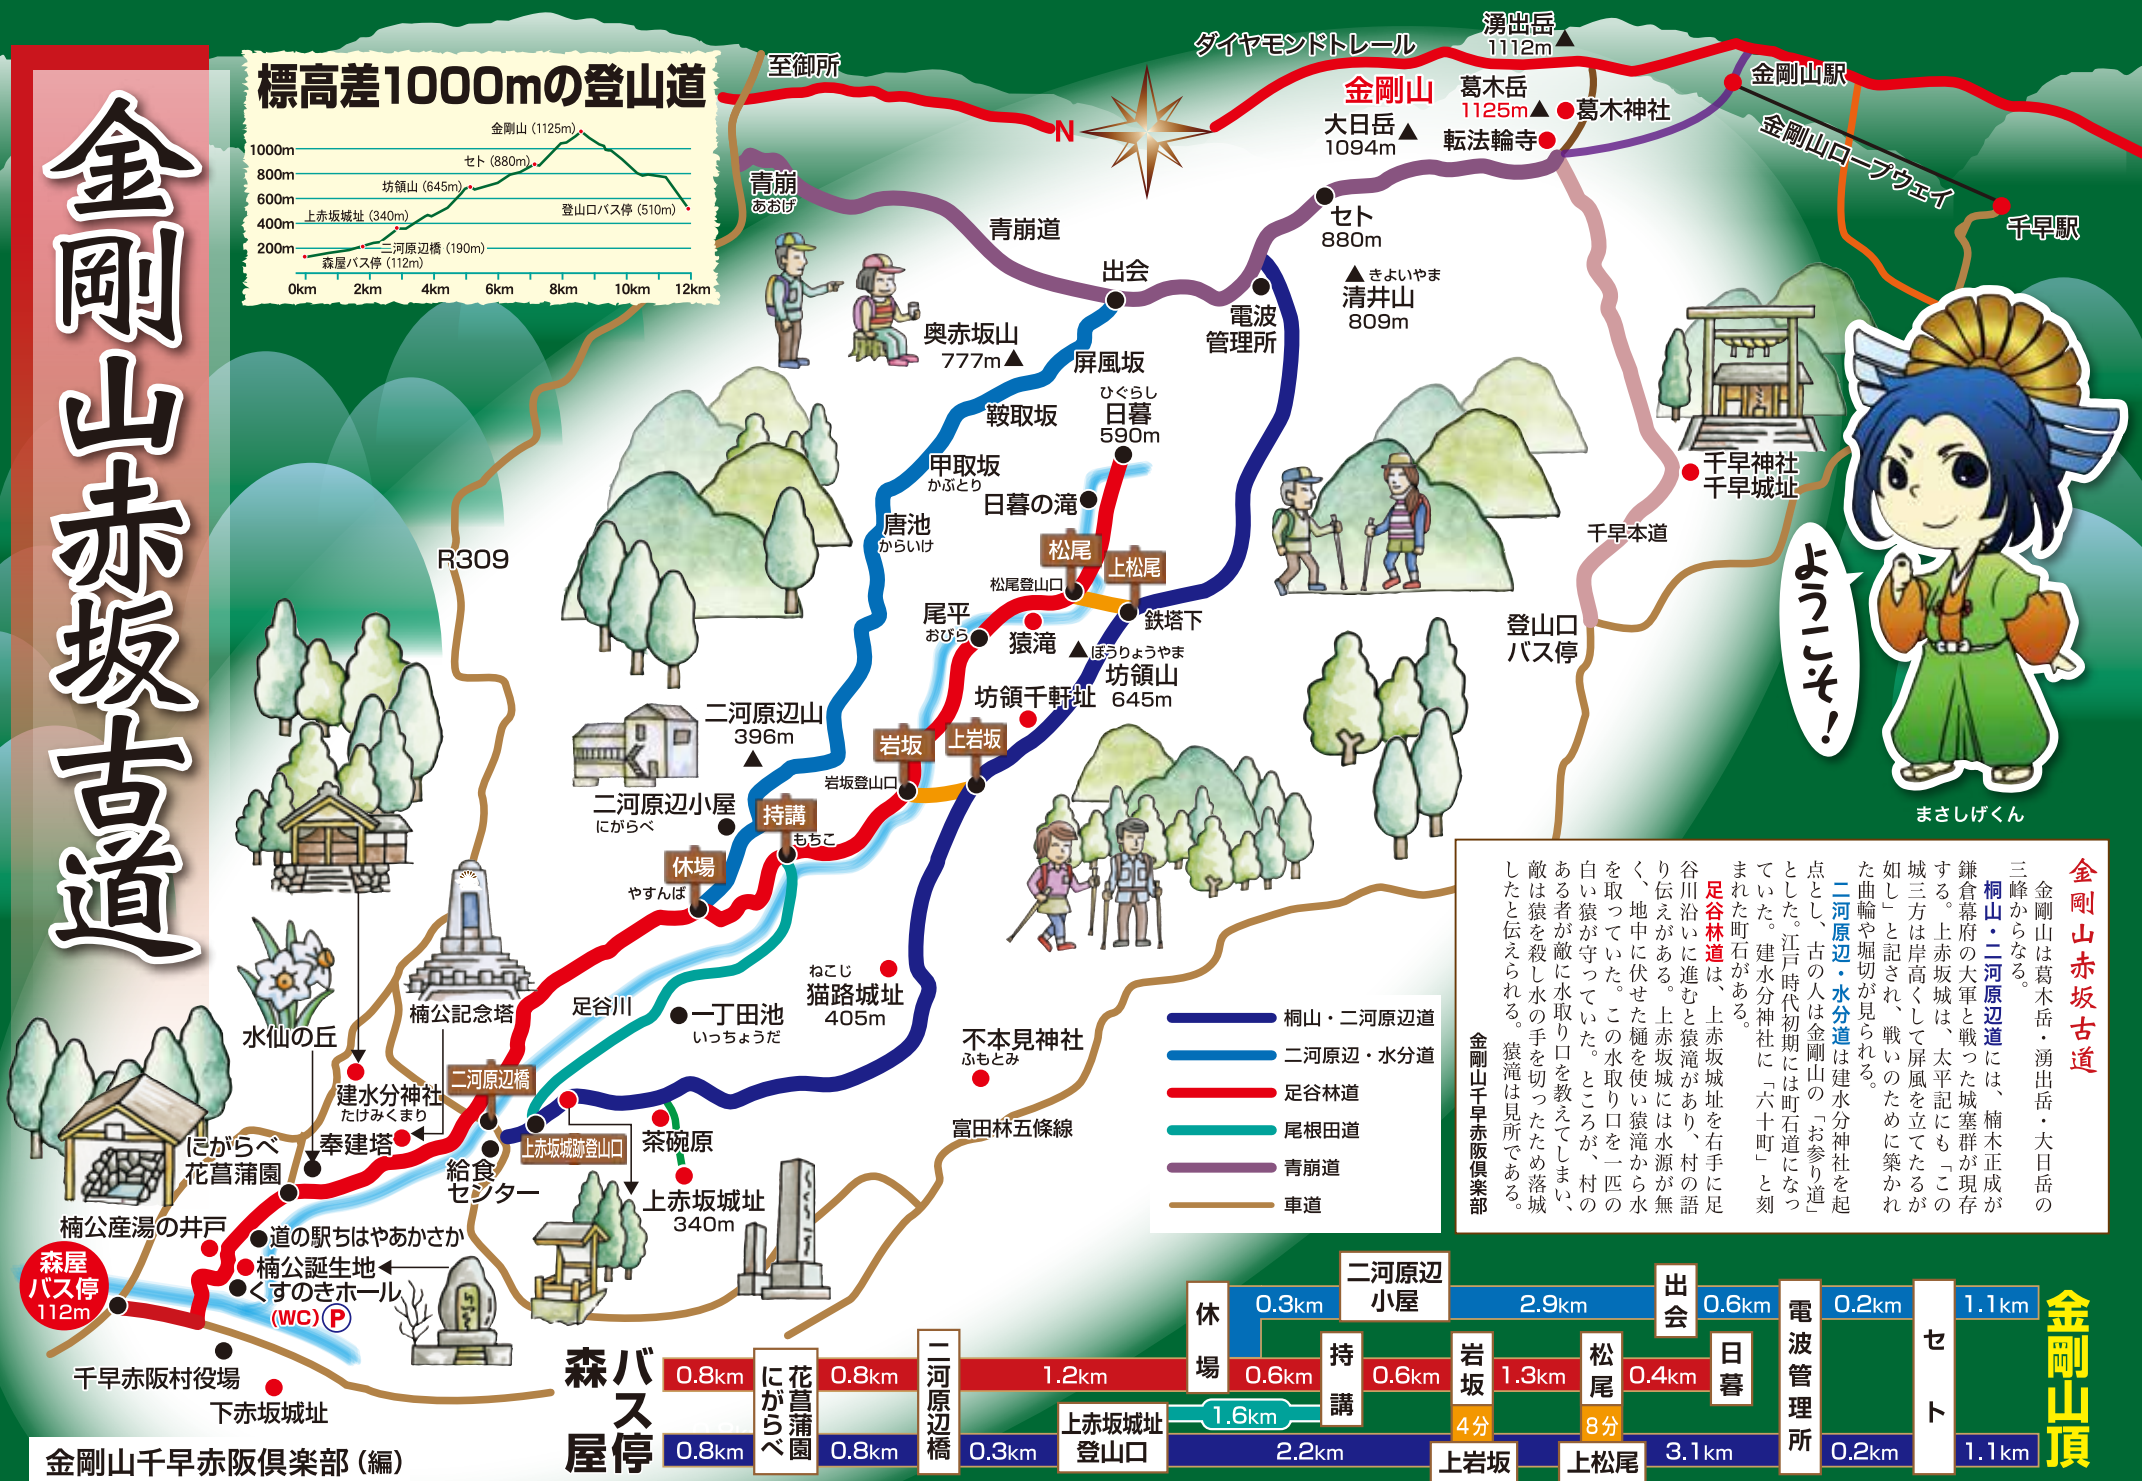 金剛山赤坂古道
標高差1000mの登山道
1000m
800m
600m
400m
200m
0km
2km
4km
6km
8km
10km
12km
金剛山 (1125m)
セト (880m)
坊領山 (645m)
上赤坂城址 (340m)
二河原辺橋 (190m)
森屋バス停 (112m)
登山口バス停 (510m)
至御所
N
ダイヤモンドトレール
湧出岳
1112m
金剛山
葛木岳
1125m
葛木神社
大日岳
1094m
転法輪寺
金剛山駅
金剛山ロープウェイ
千早駅
青崩
あおげ
青崩道
出会
セト
880m
きよいやま
清井山
809m
電波
管理所
奥赤坂山
777m
屏風坂
鞍取坂
ひぐらし
日暮
590m
甲取坂
かぶとり
日暮の滝
唐池
からいけ
R309
松尾
上松尾
松尾登山口
鉄塔下
尾平
おびら
猿滝
ぼうりょうやま
坊領山
645m
坊領千軒址
千早神社
千早城址
千早本道
登山口
バス停
ようこそ!
まさしげくん
二河原辺山
396m
岩坂
上岩坂
岩坂登山口
二河原辺小屋
にがらべ
持講
もちこ
休場
やすんば
足谷川
一丁田池
いっちょうだ
ねこじ
猫路城址
405m
不本見神社
ふもとみ
富田林五條線
水仙の丘
楠公記念塔
建水分神社
たけみくまり
奉建塔
二河原辺橋
上赤坂城跡登山口
茶碗原
上赤坂城址
340m
給食
センター
にがらべ
花菖蒲園
楠公産湯の井戸
道の駅ちはやあかさか
楠公誕生地
くすのきホール
(WC) P
森屋
バス停
112m
千早赤阪村役場
下赤坂城址
金剛山千早赤阪倶楽部 (編)
桐山・二河原辺道
二河原辺・水分道
足谷林道
尾根田道
青崩道
車道
金剛山赤坂古道
金剛山は葛木岳・湧出岳・大日岳の
三峰からなる。
桐山・二河原辺道には、楠木正成が
鎌倉幕府の大軍と戦った城塞群が現存
する。上赤坂城は、太平記にも「この
城三方は岸高くして屏風を立てたるが
如し」と記され、戦いのために築かれ
た曲輪や堀切が見られる。
二河原辺・水分道は建水分神社を起
点とし、古の人は金剛山の「お参り道」
とした。江戸時代初期には町石道になっ
ていた。建水分神社に「六十町」と刻
まれた町石がある。
足谷林道は、上赤坂城址を右手に足
谷川沿いに進むと猿滝があり、村の語
り伝えがある。上赤坂城には水源が無
く、地中に伏せた樋を使い猿滝から水
を取っていた。この水取り口を一匹の
白い猿が守っていた。ところが、村の
ある者が敵に水取り口を教えてしまい、
敵は猿を殺し水の手を切ったため落城
したと伝えられる。猿滝は見所である。
金剛山千早赤阪倶楽部
森屋
バス停
0.8km
にがらべ
花菖蒲園
0.8km
二河原辺橋
1.2km
休場
0.3km
二河原辺
小屋
2.9km
出会
0.6km
電波管理所
0.2km
セト
1.1km
金剛山頂
0.6km
持講
0.6km
岩坂
1.3km
松尾
0.4km
日暮
1.6km
4分
8分
0.8km
0.8km
0.3km
上赤坂城址
登山口
2.2km
上岩坂
上松尾
3.1km
0.2km
1.1km